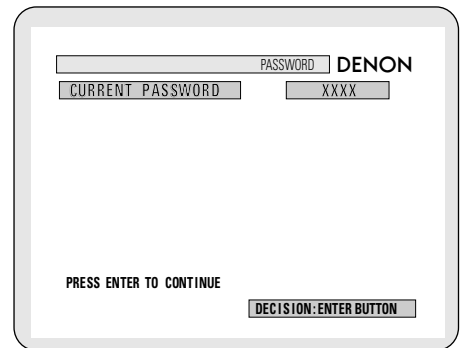 PASSWORD DENON
CURRENT PASSWORD XXXX
PRESS ENTER TO CONTINUE
DECISION:ENTER BUTTON